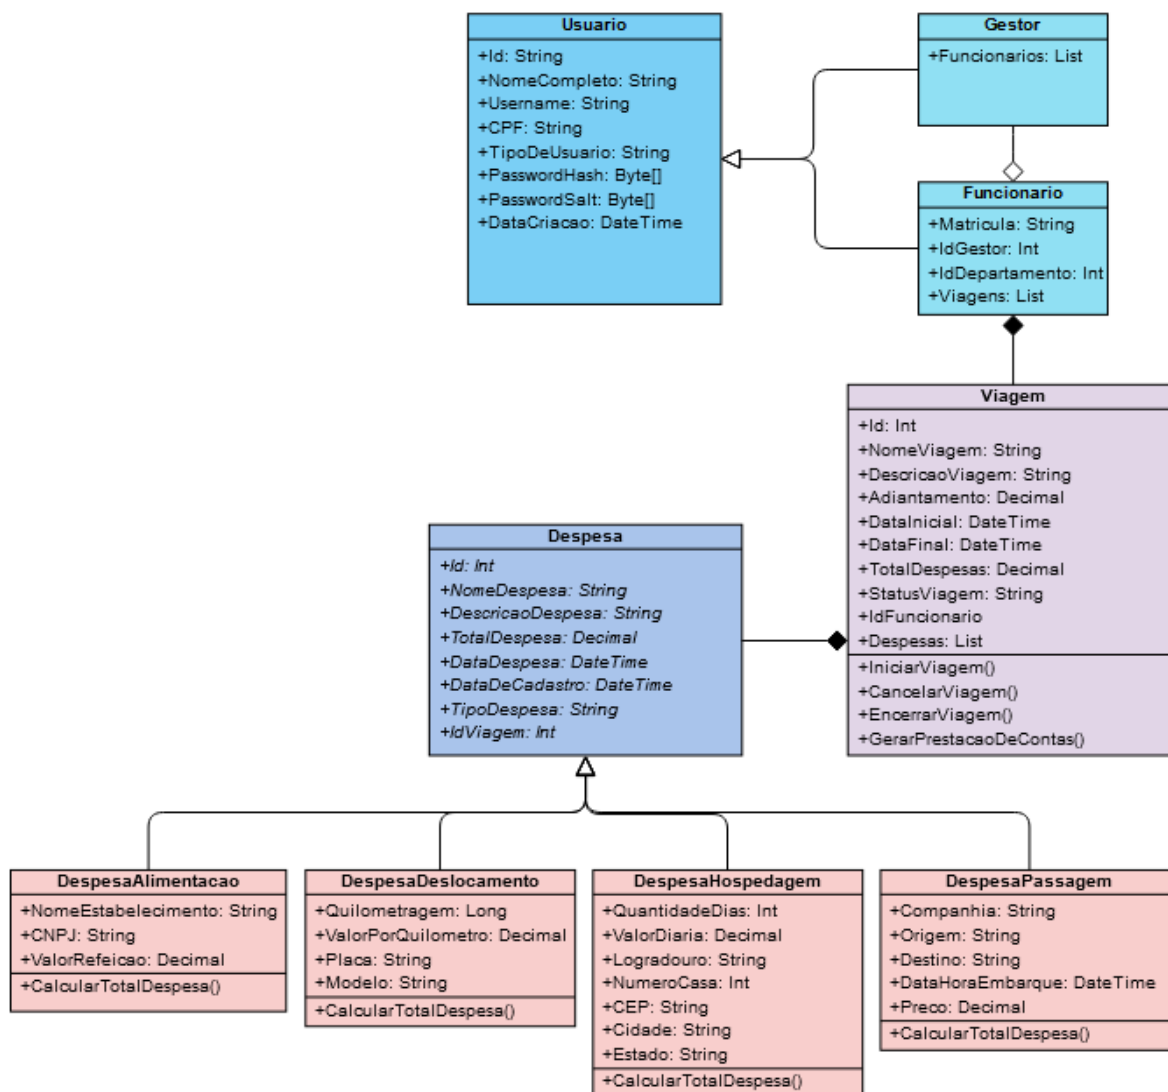 Usuario
+Id: String
+NomeCompleto: String
+Username: String
+CPF: String
+TipoDeUsuario: String
+PasswordHash: Byte[]
+PasswordSalt: Byte[]
+DataCriacao: DateTime
Gestor
+Funcionarios: List
Funcionario
+Matricula: String
+IdGestor: Int
+IdDepartamento: Int
+Viagens: List
Viagem
+Id: Int
+NomeViagem: String
+DescricaoViagem: String
+Adiantamento: Decimal
+DataInicial: DateTime
+DataFinal: DateTime
+TotalDespesas: Decimal
+StatusViagem: String
+IdFuncionario
+Despesas: List
+IniciarViagem()
+CancelarViagem()
+EncerrarViagem()
+GerarPrestacaoDeContas()
Despesa
+Id: Int
+NomeDespesa: String
+DescricaoDespesa: String
+TotalDespesa: Decimal
+DataDespesa: DateTime
+DataDeCadastro: DateTime
+TipoDespesa: String
+IdViagem: Int
DespesaAlimentacao
+NomeEstabelecimento: String
+CNPJ: String
+ValorRefeicao: Decimal
+CalcularTotalDespesa()
DespesaDeslocamento
+Quilometragem: Long
+ValorPorQuilometro: Decimal
+Placa: String
+Modelo: String
+CalcularTotalDespesa()
DespesaHospedagem
+QuantidadeDias: Int
+ValorDiaria: Decimal
+Logradouro: String
+NumeroCasa: Int
+CEP: String
+Cidade: String
+Estado: String
+CalcularTotalDespesa()
DespesaPassagem
+Companhia: String
+Origem: String
+Destino: String
+DataHoraEmbarque: DateTime
+Preco: Decimal
+CalcularTotalDespesa()